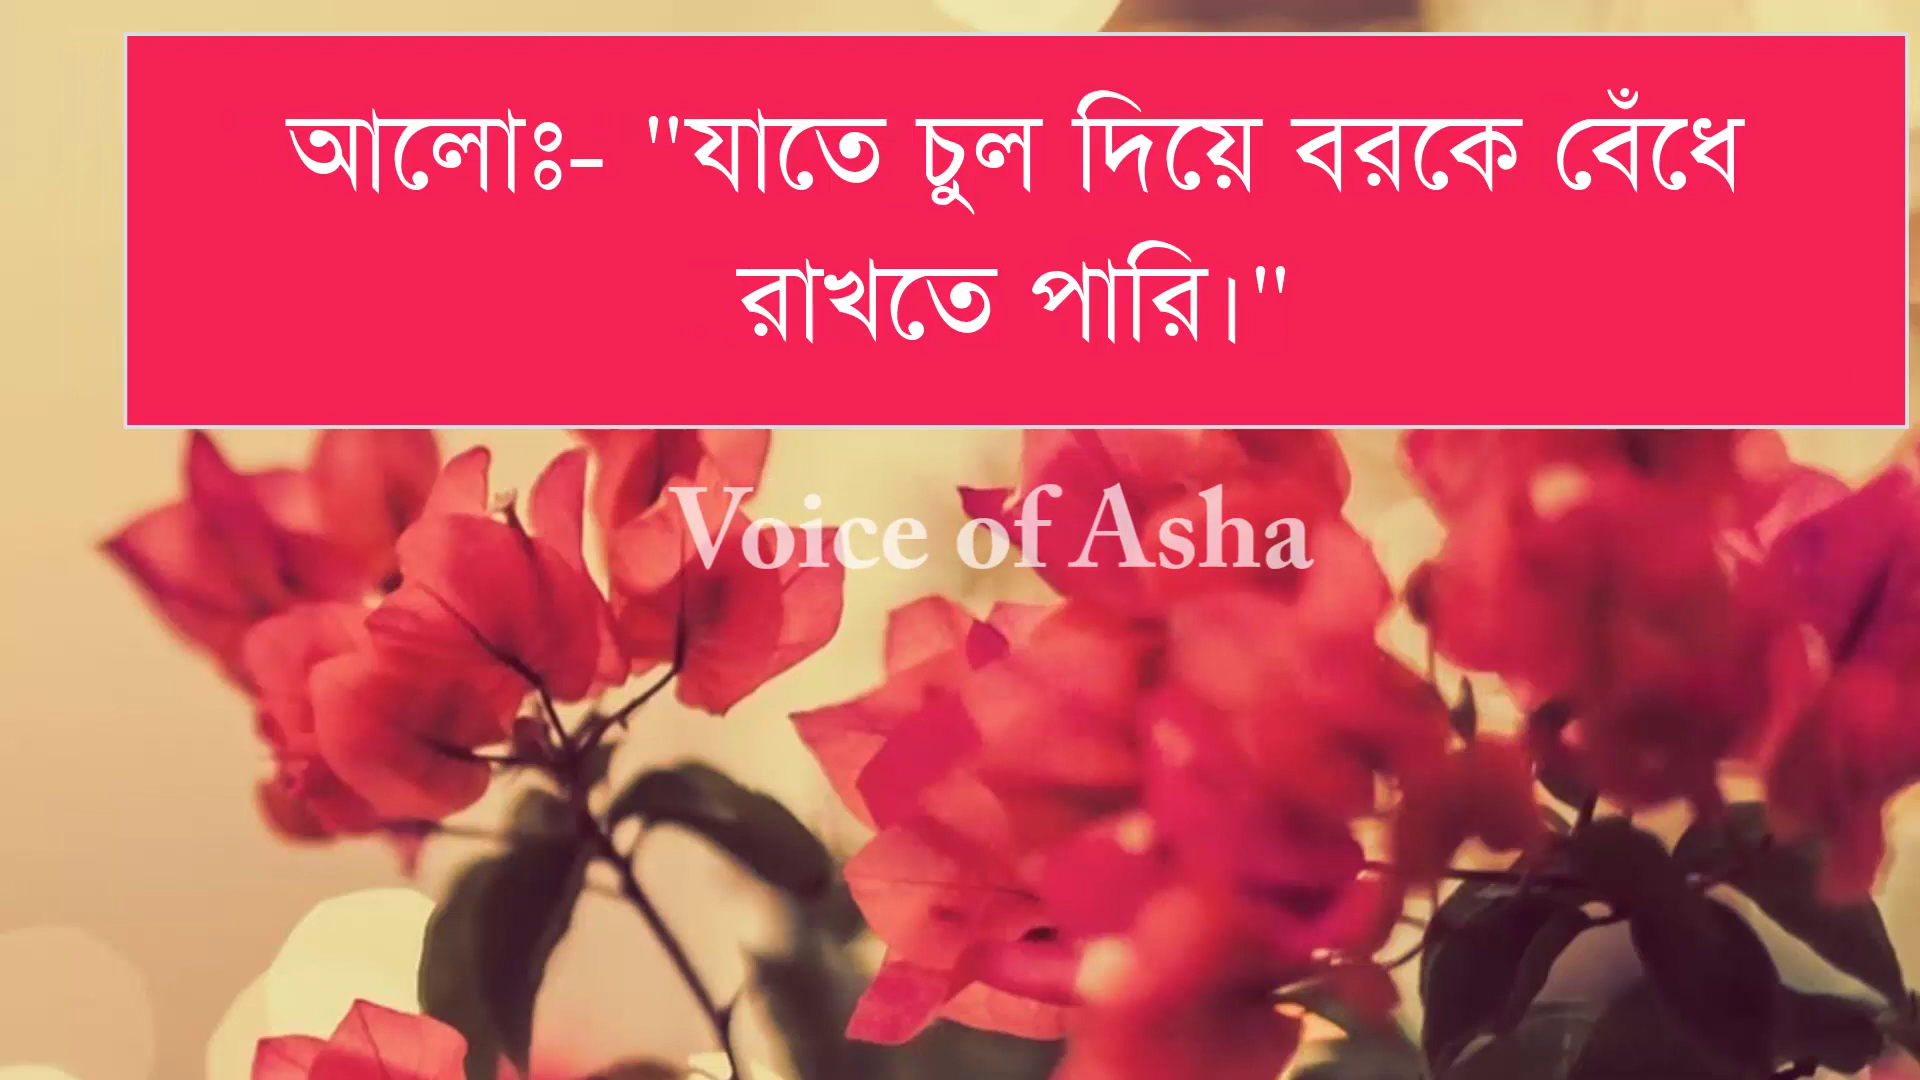 আলোঃ- "যাতে চুল দিয়ে বরকে বেঁধে
রাখতে পারি।"
Voice of Asha